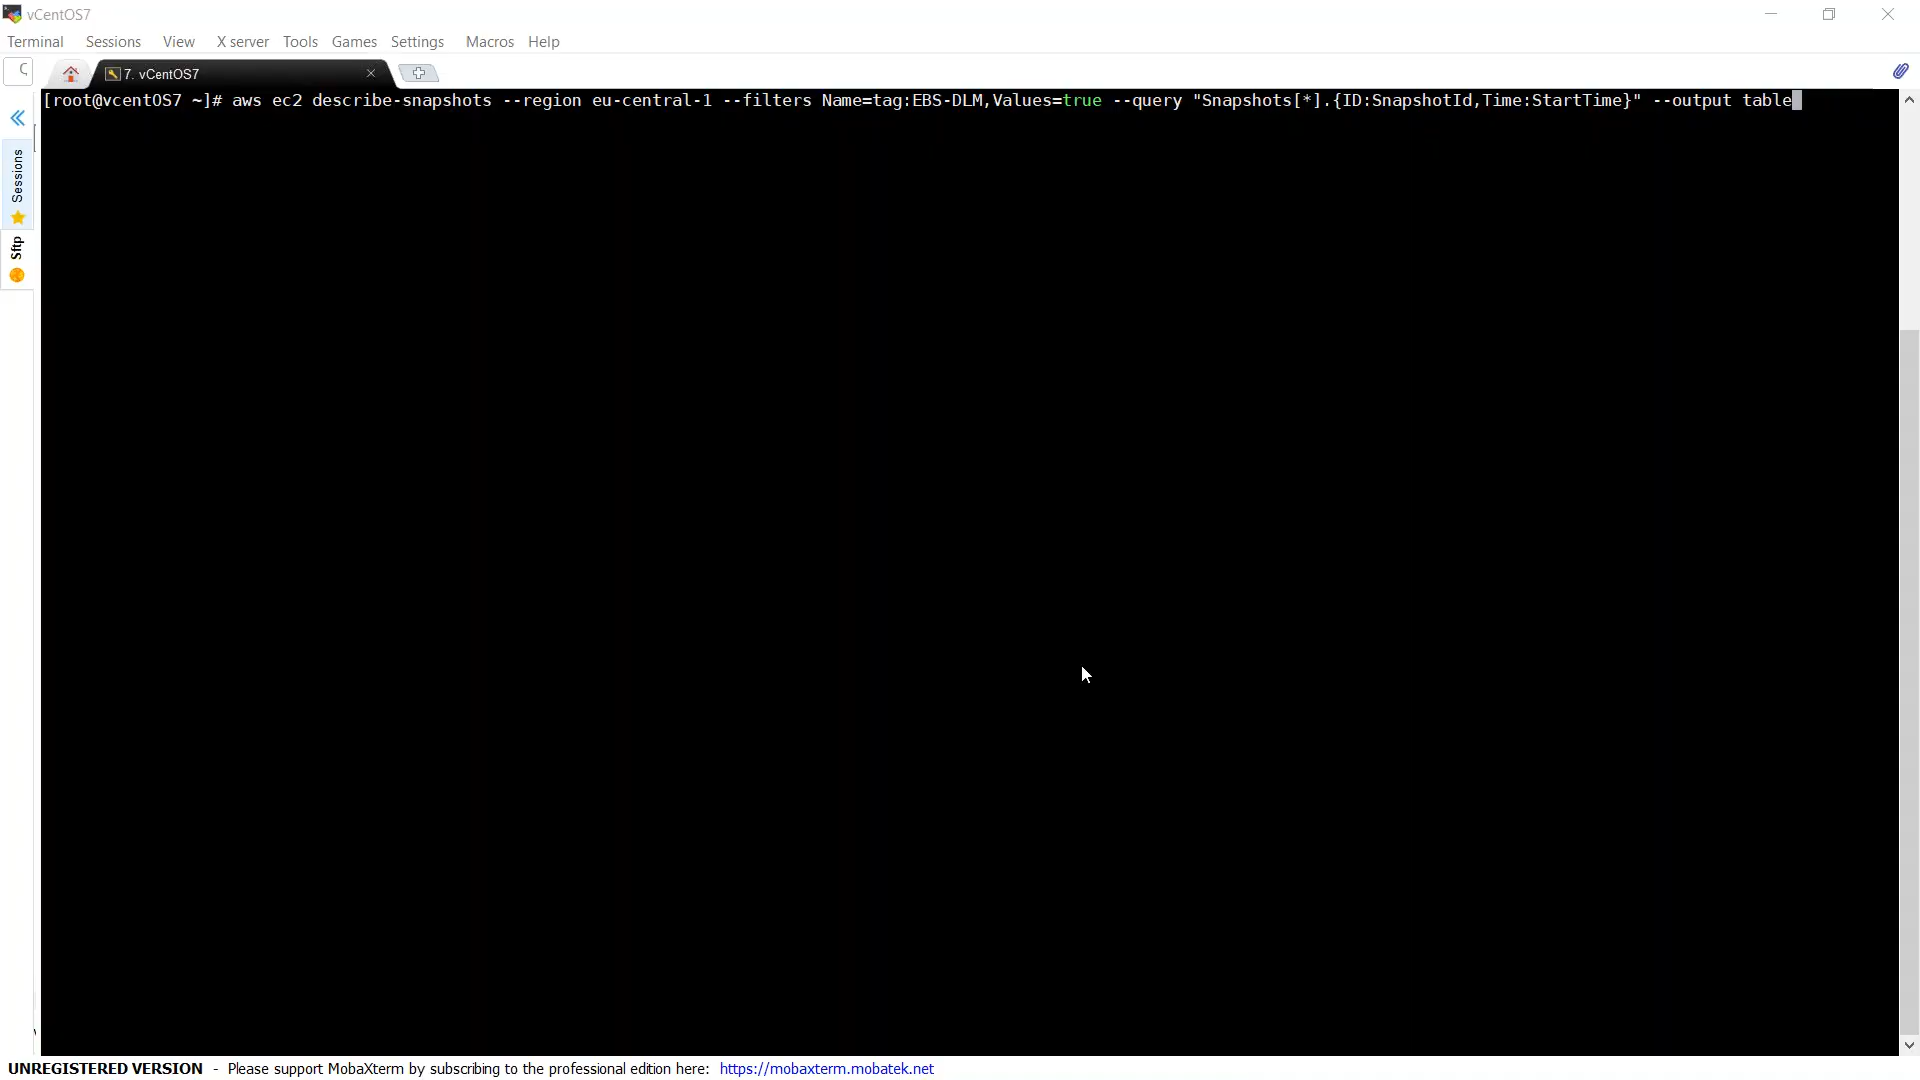 vCentOS7
Terminal Sessions View X server Tools Games Settings Macros Help
7. vCentOS7
[root@vcentOS7 ~]# aws ec2 describe-snapshots --region eu-central-1 --filters Name=tag:EBS-DLM,Values=true --query "Snapshots[*].{ID:SnapshotId,Time:StartTime}" --output table
Sessions
Sftp
UNREGISTERED VERSION - Please support MobaXterm by subscribing to the professional edition here: https://mobaxterm.mobatek.net